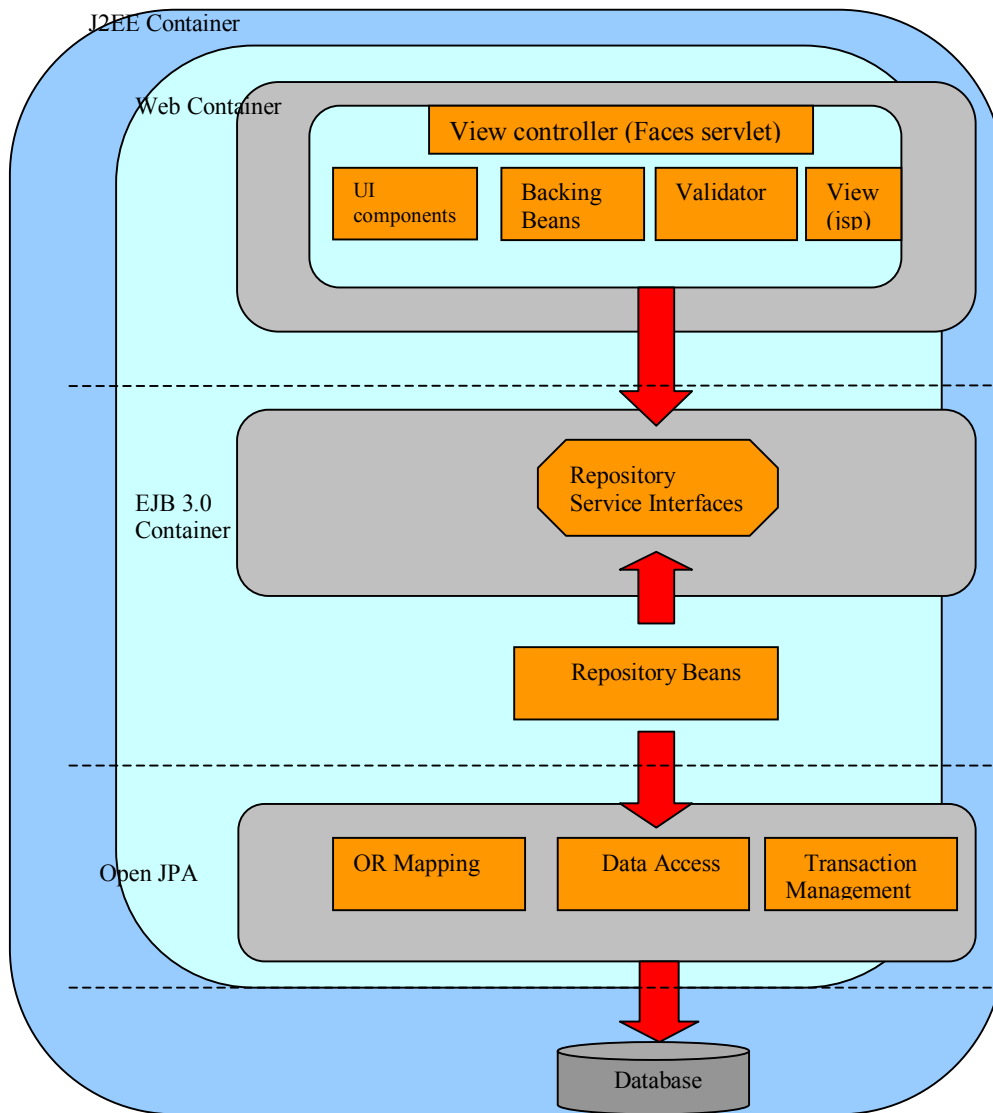 J2EE Container
Web Container
View controller (Faces servlet)
UI
components
Backing
Beans
Validator
View
(jsp)
Repository
Service Interfaces
EJB 3.0
Container
Repository Beans
Open JPA
OR Mapping
Data Access
Transaction
Management
Database